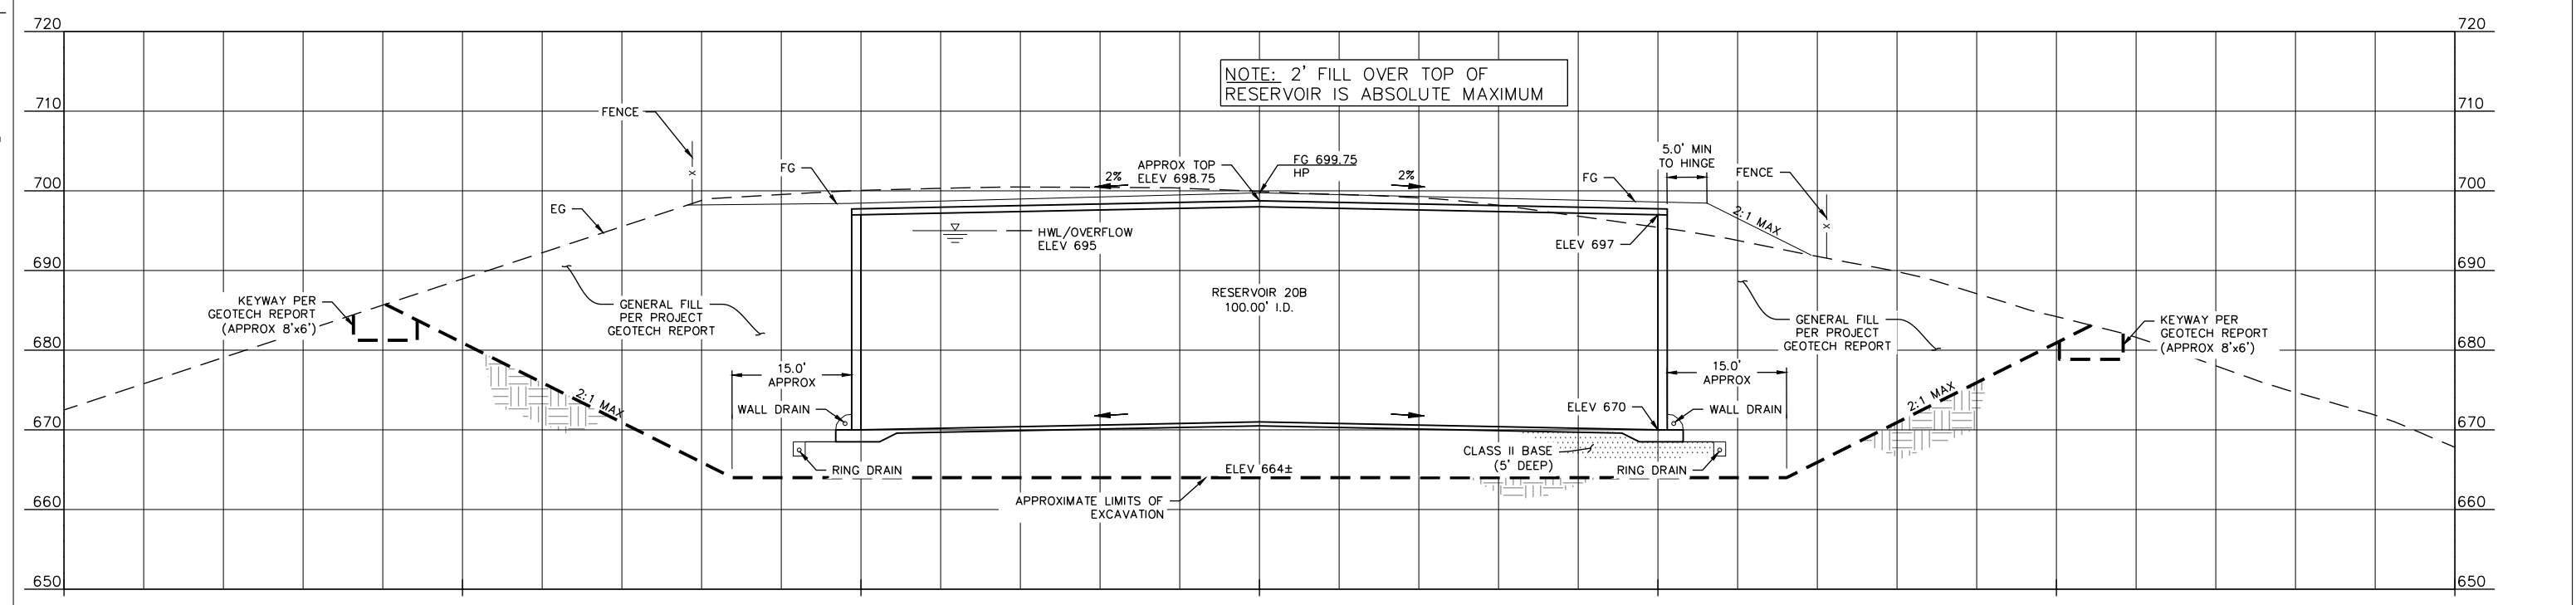 720
720
NOTE: 2' FILL OVER TOP OF
RESERVOIR IS ABSOLUTE MAXIMUM
710
710
FENCE
x
FG
APPROX TOP
ELEV 698.75
2%
FG 699.75
HP
2%
5.0' MIN
TO HINGE
FG
FENCE
x
700
700
EG
2:1 MAX
HWL/OVERFLOW
ELEV 695
ELEV 697
690
690
KEYWAY PER
GEOTECH REPORT
(APPROX 8'x6')
GENERAL FILL
PER PROJECT
GEOTECH REPORT
RESERVOIR 20B
100.00' I.D.
GENERAL FILL
PER PROJECT
GEOTECH REPORT
KEYWAY PER
GEOTECH REPORT
(APPROX 8'x6')
680
680
15.0'
APPROX
15.0'
APPROX
2:1 MAX
2:1 MAX
WALL DRAIN
ELEV 670
WALL DRAIN
670
670
RING DRAIN
ELEV 664±
CLASS II BASE
(5' DEEP)
RING DRAIN
APPROXIMATE LIMITS OF
EXCAVATION
660
660
650
650